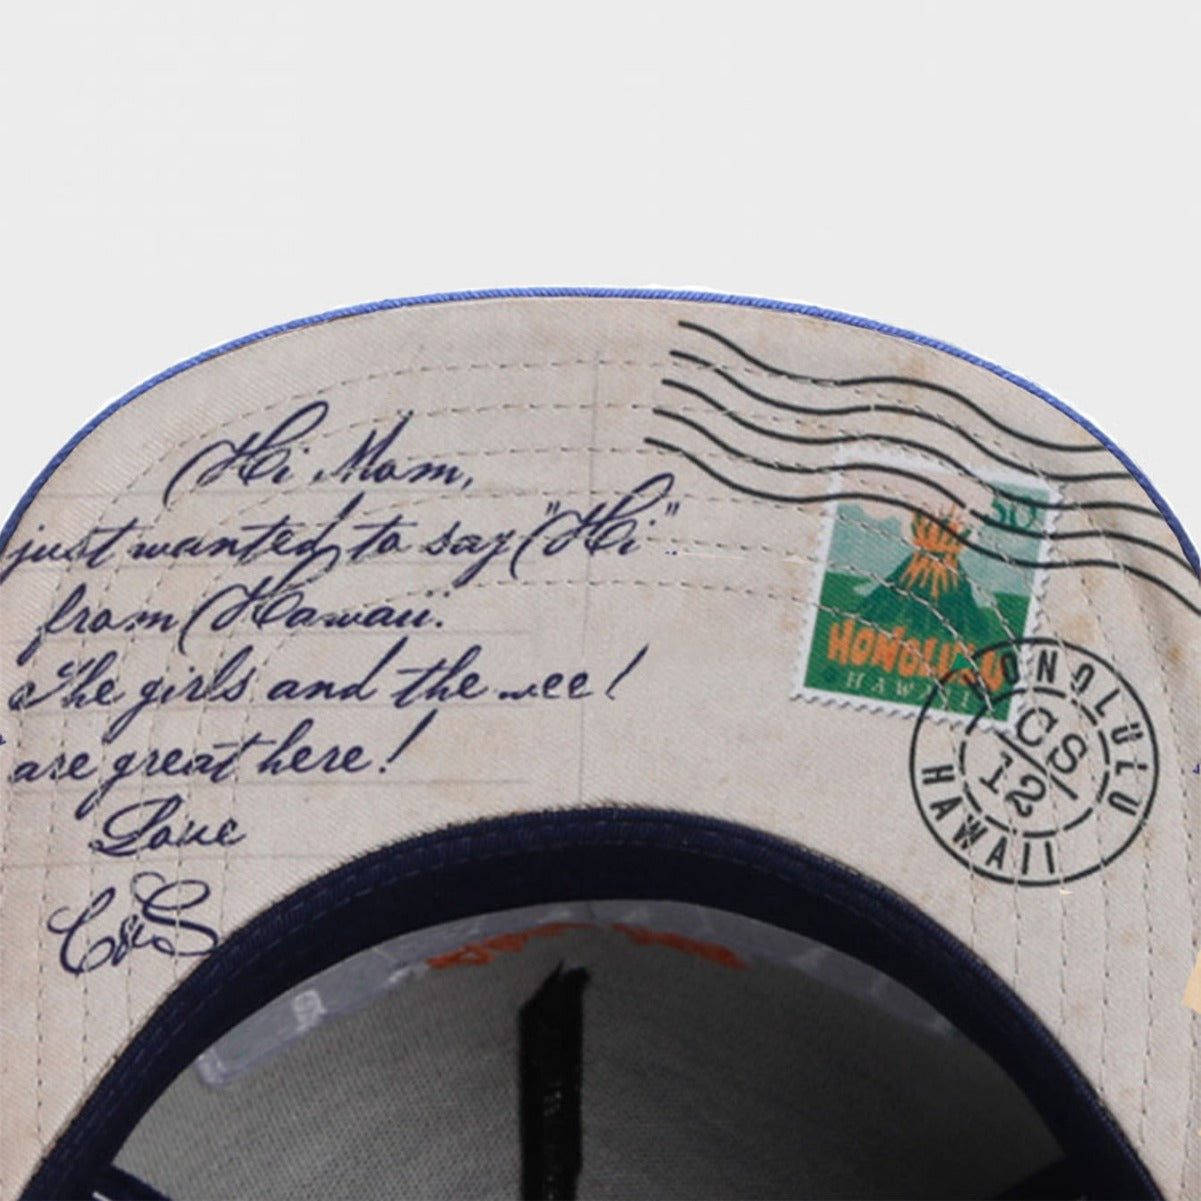 Hi Mom,
just wanted to say "Hi"
from Hawaii.
The girls and the
are great here!
Love
C&S
50
HONOLULU
HAWAII
HONOLULU
CS
12
HAWAII